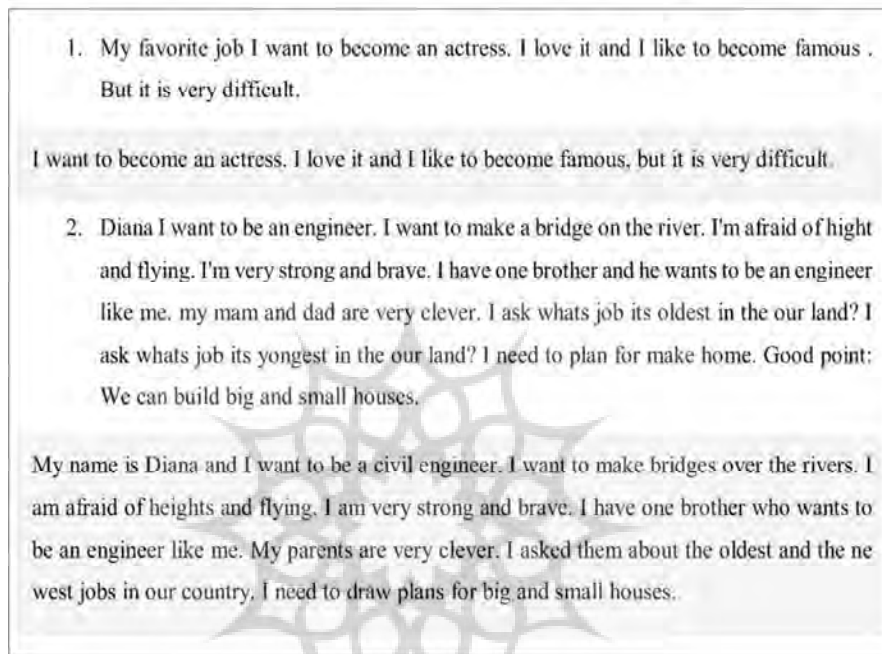 1. My favorite job I want to become an actress. I love it and I like to become famous .
But it is very difficult.
I want to become an actress. I love it and I like to become famous, but it is very difficult.
2. Diana I want to be an engineer. I want to make a bridge on the river. I'm afraid of hight
and flying. I'm very strong and brave. I have one brother and he wants to be an engineer
like me. my mam and dad are very clever. I ask whats job its oldest in the our land? I
ask whats job its yongest in the our land? I need to plan for make home. Good point:
We can build big and small houses.
My name is Diana and I want to be a civil engineer. I want to make bridges over the rivers. I
am afraid of heights and flying. I am very strong and brave. I have one brother who wants to
be an engineer like me. My parents are very clever. I asked them about the oldest and the ne
west jobs in our country, I need to draw plans for big and small houses.